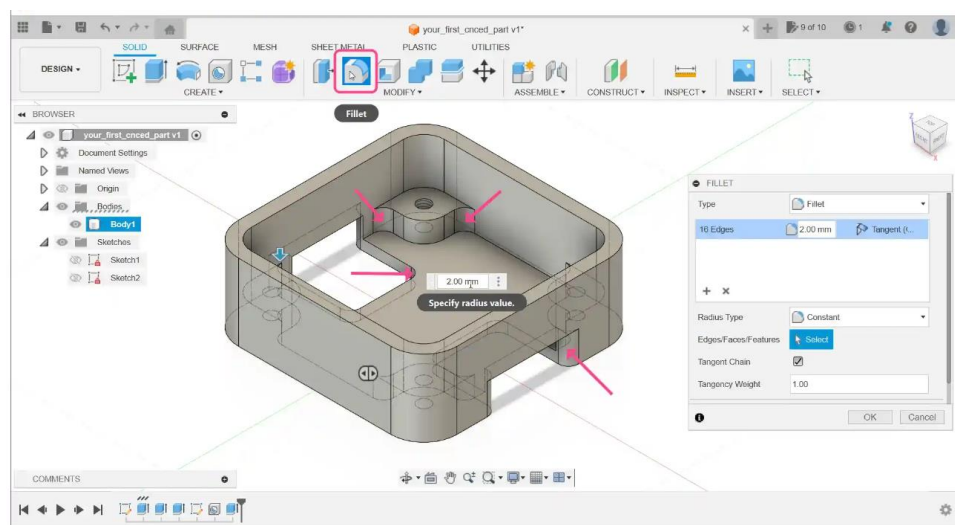 your_first_cnced_part v1*
9 of 10
1
SOLID SURFACE MESH SHEET METAL PLASTIC UTILITIES
DESIGN
CREATE MODIFY ASSEMBLE CONSTRUCT INSPECT INSERT SELECT
Fillet
BROWSER
your_first_cnced_part v1
Document Settings
Named Views
Origin
Bodies
Body1
Sketches
Sketch1
Sketch2
2.00 mm
Specify radius value.
FILLET
Type Fillet
16 Edges 2.00 mm Tangent (
Radius Type Constant
Edges/Faces/Features Select
Tangent Chain
Tangency Weight 1.00
OK Cancel
COMMENTS